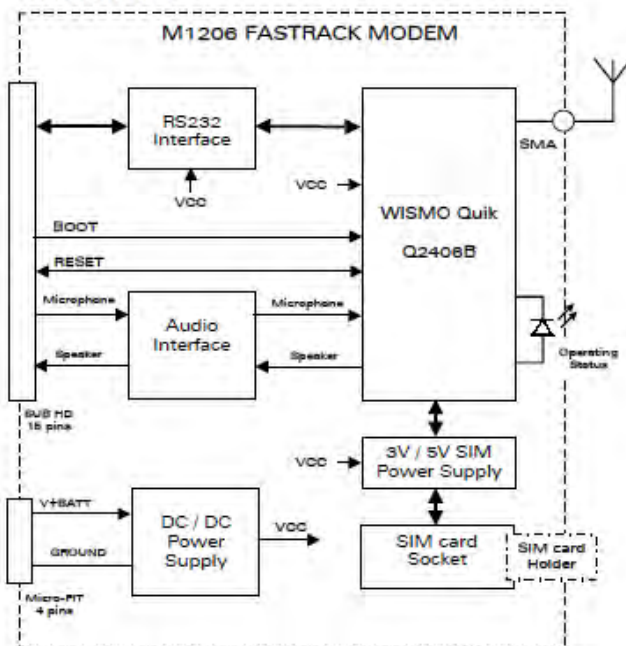 M1206 FASTRACK MODEM
RS232
Interface
VCC
VCC
SMA
WISMO Quik
Q2406B
BOOT
RESET
Microphone
Microphone
Audio
Interface
Speaker
Speaker
Operating
Status
SUB HD
15 pins
VCC
3V / 5V SIM
Power Supply
V+BATT
DC / DC
Power
Supply
VCC
GROUND
SIM card
Socket
SIM card
Holder
Micro-FIT
4 pins